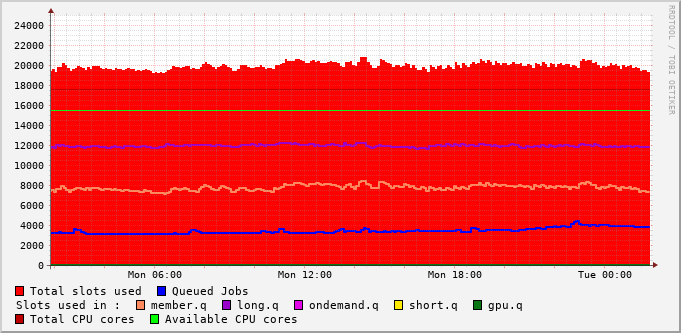 24000
22000
20000
18000
16000
14000
12000
10000
8000
6000
4000
2000
0
Mon 06:00 Mon 12:00 Mon 18:00 Tue 00:00
RRDTOOL / TOBI OETIKER
Total slots used Queued Jobs
Slots used in : member.q long.q ondemand.q short.q gpu.q
Total CPU cores Available CPU cores